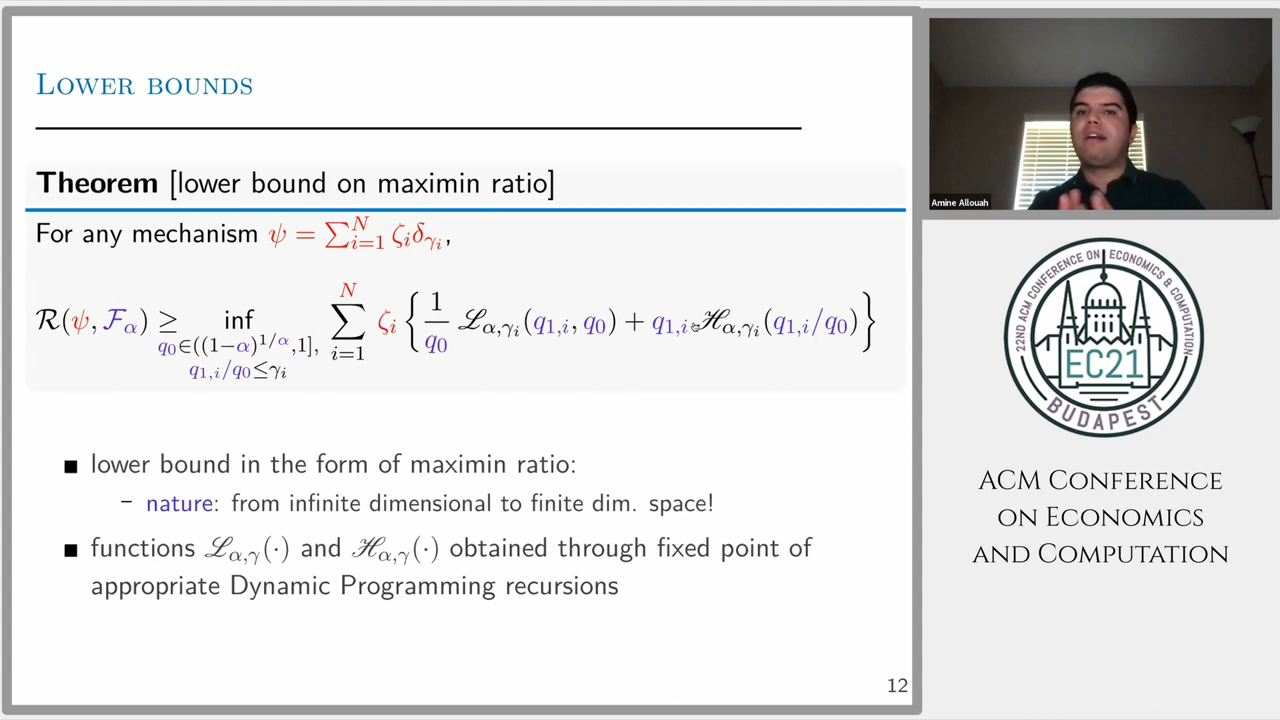 LOWER BOUNDS
Theorem [lower bound on maximin ratio]
For any mechanism ψ = ∑_{i=1}^{N} ζ_i δ_{γ_i},
ℛ(ψ, ℱ_α) ≥ inf_{q_0∈((1−α)^{1/α},1], q_{1,i}/q_0≤γ_i} ∑_{i=1}^{N} ζ_i { 1/q_0 ℒ_{α,γ_i}(q_{1,i}, q_0) + q_{1,i} ℋ_{α,γ_i}(q_{1,i}/q_0) }
■ lower bound in the form of maximin ratio:
– nature: from infinite dimensional to finite dim. space!
■ functions ℒ_{α,γ}(·) and ℋ_{α,γ}(·) obtained through fixed point of
appropriate Dynamic Programming recursions
12
Amine Allouah
22ND ACM CONFERENCE ON ECONOMICS & COMPUTATION
EC21
BUDAPEST
ACM CONFERENCE
ON ECONOMICS
AND COMPUTATION